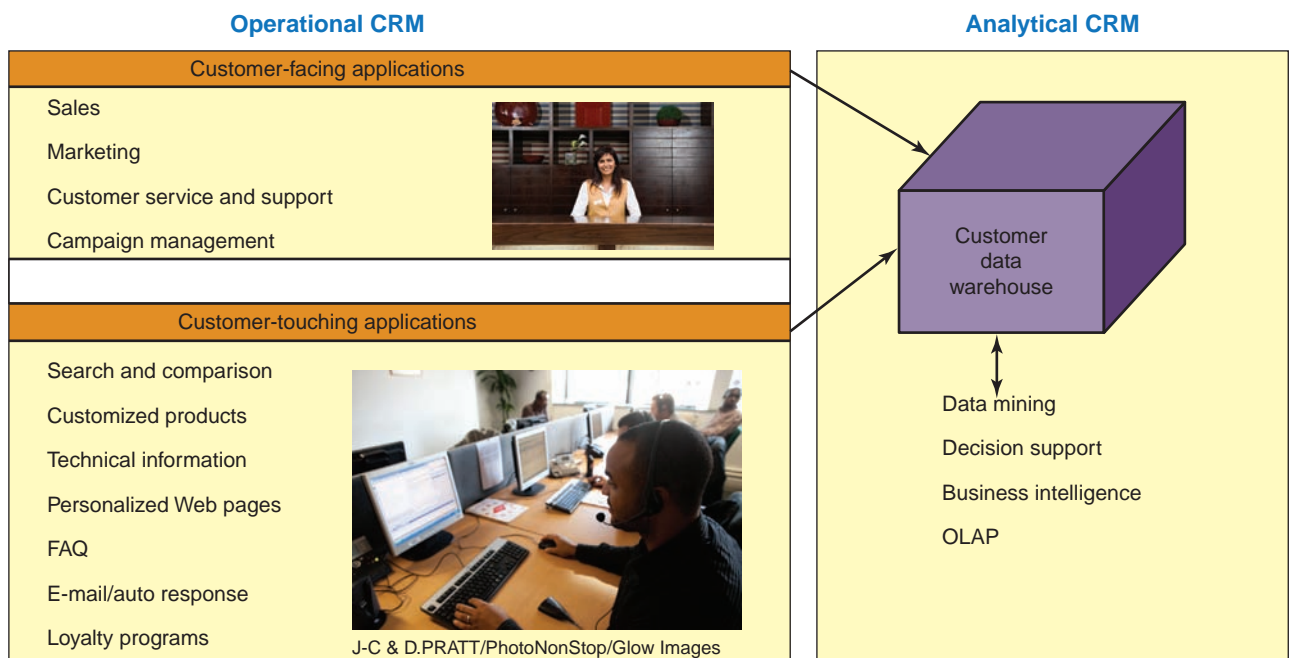 Operational CRM
Customer-facing applications
Sales
Marketing
Customer service and support
Campaign management
Customer-touching applications
Search and comparison
Customized products
Technical information
Personalized Web pages
FAQ
E-mail/auto response
Loyalty programs
J-C & D.PRATT/PhotoNonStop/Glow Images
Analytical CRM
Customer
data
warehouse
Data mining
Decision support
Business intelligence
OLAP